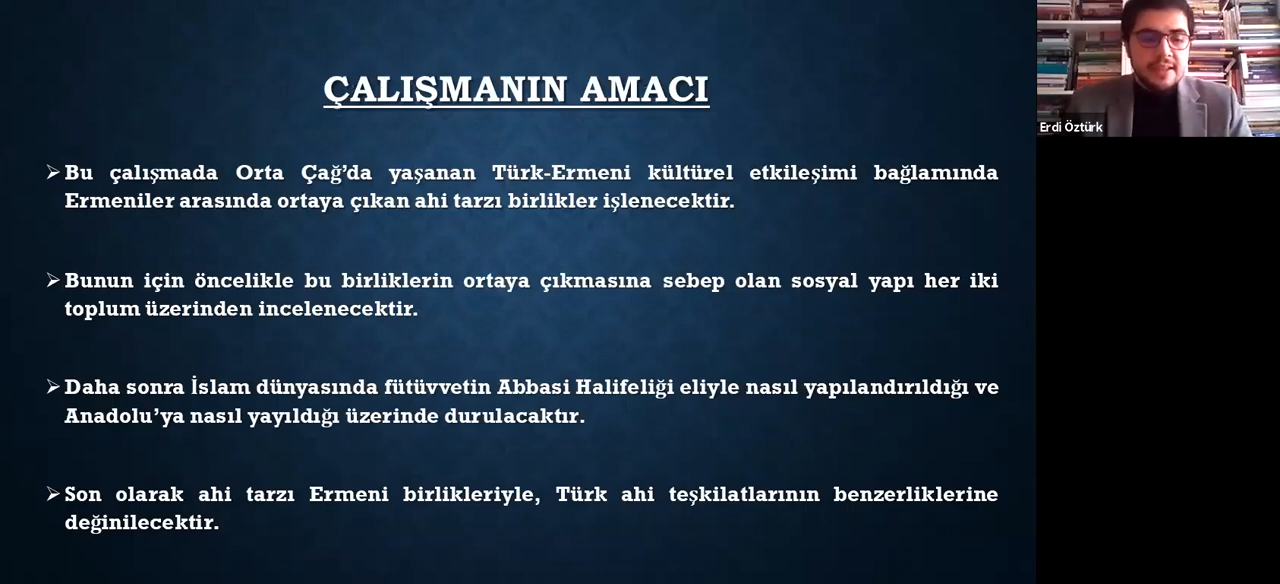 ÇALIŞMANIN AMACI
Erdi Öztürk
➢Bu çalışmada Orta Çağ’da yaşanan Türk-Ermeni kültürel etkileşimi bağlamında
Ermeniler arasında ortaya çıkan ahi tarzı birlikler işlenecektir.
➢Bunun için öncelikle bu birliklerin ortaya çıkmasına sebep olan sosyal yapı her iki
toplum üzerinden incelenecektir.
➢Daha sonra İslam dünyasında fütüvvetin Abbasi Halifeliği eliyle nasıl yapılandırıldığı ve
Anadolu’ya nasıl yayıldığı üzerinde durulacaktır.
➢Son olarak ahi tarzı Ermeni birlikleriyle, Türk ahi teşkilatlarının benzerliklerine
değinilecektir.